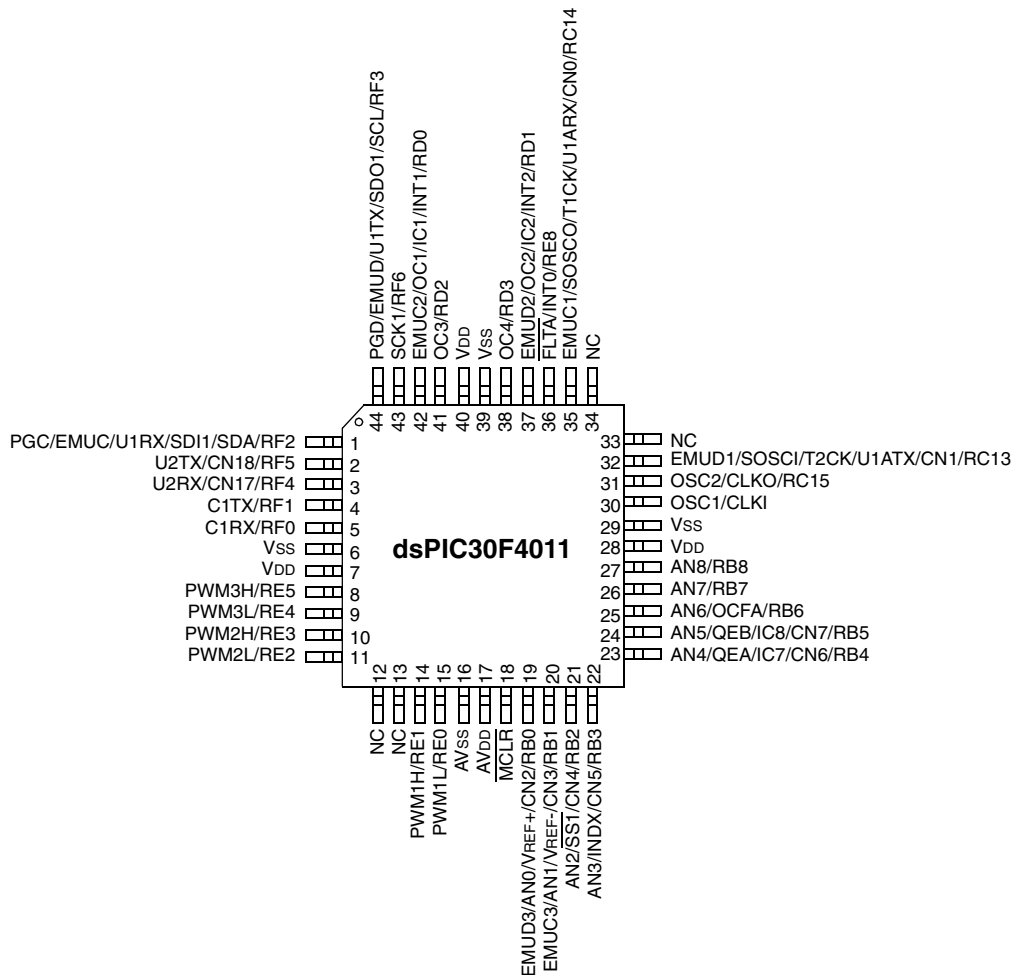 PGD/EMUD/U1TX/SDO1/SCL/RF3
SCK1/RF6
EMUC2/OC1/IC1/INT1/RD0
OC3/RD2
VDD
VSS
OC4/RD3
EMUD2/OC2/IC2/INT2/RD1
FLTA/INT0/RE8
EMUC1/SOSCO/T1CK/U1ARX/CN0/RC14
NC
44
43
42
41
40
39
38
37
36
35
34
PGC/EMUC/U1RX/SDI1/SDA/RF2 1
U2TX/CN18/RF5 2
U2RX/CN17/RF4 3
C1TX/RF1 4
C1RX/RF0 5
VSS 6
VDD 7
PWM3H/RE5 8
PWM3L/RE4 9
PWM2H/RE3 10
PWM2L/RE2 11
dsPIC30F4011
33 NC
32 EMUD1/SOSCI/T2CK/U1ATX/CN1/RC13
31 OSC2/CLKO/RC15
30 OSC1/CLKI
29 VSS
28 VDD
27 AN8/RB8
26 AN7/RB7
25 AN6/OCFA/RB6
24 AN5/QEB/IC8/CN7/RB5
23 AN4/QEA/IC7/CN6/RB4
12
13
14
15
16
17
18
19
20
21
22
NC
NC
PWM1H/RE1
PWM1L/RE0
AVSS
AVDD
MCLR
EMUD3/AN0/VREF+/CN2/RB0
EMUC3/AN1/VREF-/CN3/RB1
AN2/SS1/CN4/RB2
AN3/INDX/CN5/RB3